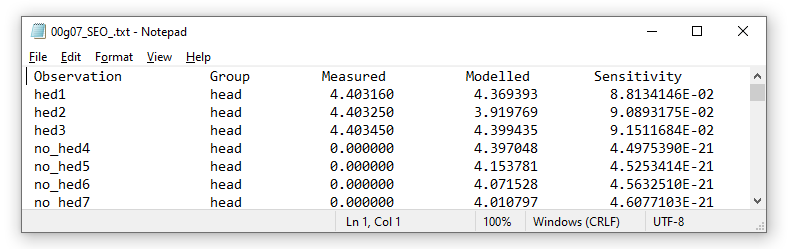 00g07_SEO_.txt - Notepad
File Edit Format View Help
Observation Group Measured Modelled Sensitivity
hed1 head 4.403160 4.369393 8.8134146E-02
hed2 head 4.403250 3.919769 9.0893175E-02
hed3 head 4.403450 4.399435 9.1511684E-02
no_hed4 head 0.000000 4.397048 4.4975390E-21
no_hed5 head 0.000000 4.153781 4.5253414E-21
no_hed6 head 0.000000 4.071528 4.5632510E-21
no_hed7 head 0.000000 4.010797 4.6077103E-21
Ln 1, Col 1 100% Windows (CRLF) UTF-8